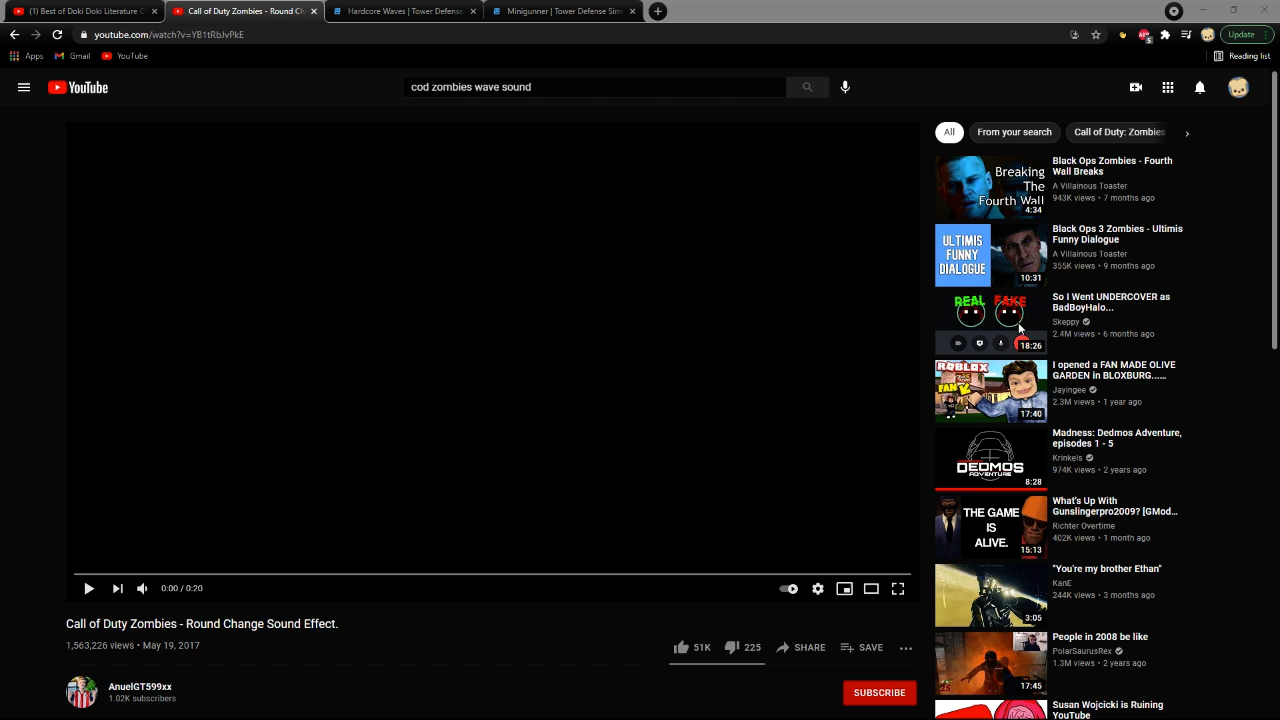 (1) Best of Doki Doki Literature C
Call of Duty Zombies - Round Ch
Hardcore Waves | Tower Defense
Minigunner | Tower Defense Sim
youtube.com/watch?v=YB1tRbJvPkE
Update
Apps
Gmail
YouTube
Reading list
YouTube
cod zombies wave sound
All
From your search
Call of Duty: Zombies
Breaking
The
Fourth Wall
4:34
Black Ops Zombies - Fourth
Wall Breaks
A Villainous Toaster
943K views • 7 months ago
ULTIMIS
FUNNY
DIALOGUE
10:31
Black Ops 3 Zombies - Ultimis
Funny Dialogue
A Villainous Toaster
355K views • 9 months ago
REAL FAKE
18:26
So I Went UNDERCOVER as
BadBoyHalo...
Skeppy
2.4M views • 6 months ago
ROBLOX
FAN
17:40
I opened a FAN MADE OLIVE
GARDEN in BLOXBURG......
Jayingee
2.3M views • 1 year ago
DEDMOS
ADVENTURE
8:28
Madness: Dedmos Adventure,
episodes 1 - 5
Krinkels
974K views • 2 years ago
THE GAME
IS
ALIVE.
15:13
What's Up With
Gunslingerpro2009? [GMod...
Richter Overtime
402K views • 1 month ago
3:05
"You're my brother Ethan"
KanE
244K views • 3 months ago
25
17:45
People in 2008 be like
PolarSaurusRex
1.3M views • 2 years ago
Susan Wojcicki is Ruining
YouTube
0:00 / 0:20
Call of Duty Zombies - Round Change Sound Effect.
1,563,226 views • May 19, 2017
51K
225
SHARE
SAVE
AnuelGT599xx
1.02K subscribers
SUBSCRIBE